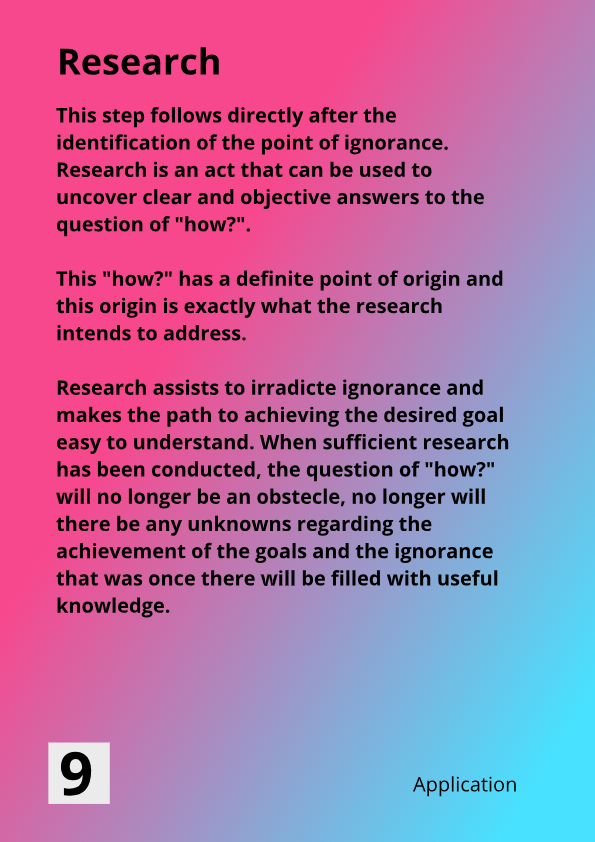 Research
This step follows directly after the
identification of the point of ignorance.
Research is an act that can be used to
uncover clear and objective answers to the
question of "how?".
This "how?" has a definite point of origin and
this origin is exactly what the research
intends to address.
Research assists to irradicte ignorance and
makes the path to achieving the desired goal
easy to understand. When sufficient research
has been conducted, the question of "how?"
will no longer be an obstecle, no longer will
there be any unknowns regarding the
achievement of the goals and the ignorance
that was once there will be filled with useful
knowledge.
9
Application